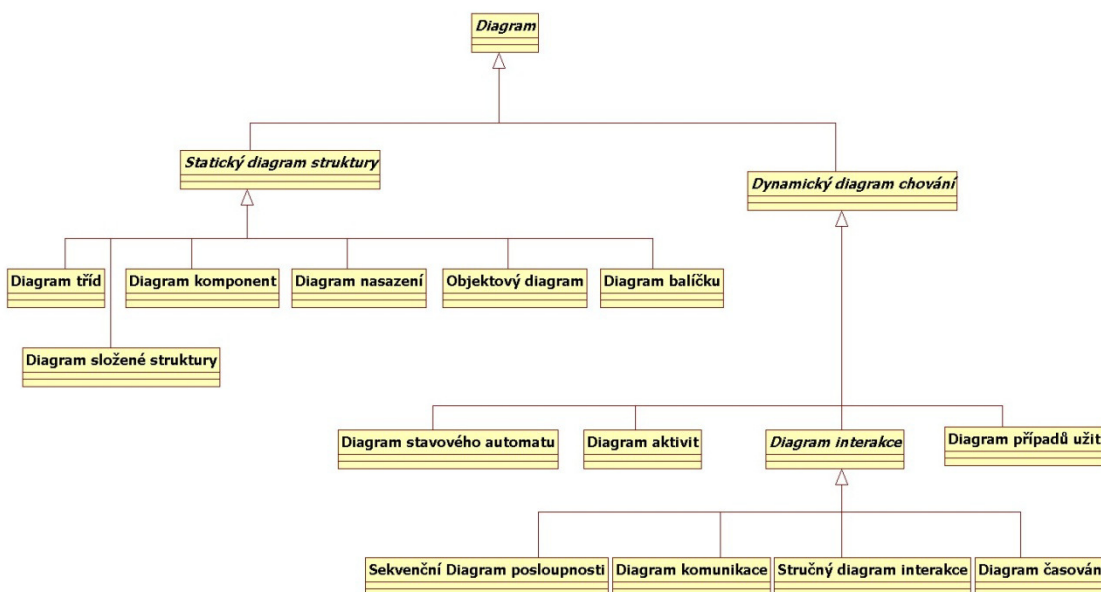 Diagram
Statický diagram struktury
Dynamický diagram chování
Diagram tříd
Diagram komponent
Diagram nasazení
Objektový diagram
Diagram balíčku
Diagram složené struktury
Diagram stavového automatu
Diagram aktivit
Diagram interakce
Diagram případů užit
Sekvenční Diagram posloupnosti
Diagram komunikace
Stručný diagram interakce
Diagram časován